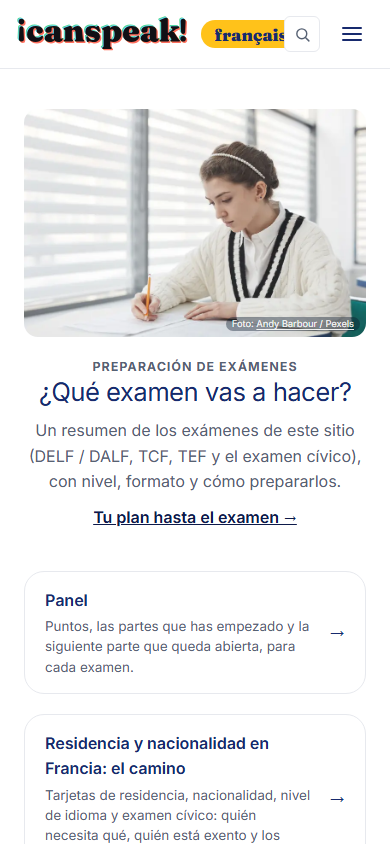 ¡canspeak!
français
Foto: Andy Barbour / Pexels
PREPARACIÓN DE EXÁMENES
¿Qué examen vas a hacer?
Un resumen de los exámenes de este sitio
(DELF / DALF, TCF, TEF y el examen cívico),
con nivel, formato y cómo prepararlos.
Tu plan hasta el examen →
Panel
Puntos, las partes que has empezado y la
siguiente parte que queda abierta, para
cada examen.
→
Residencia y nacionalidad en
Francia: el camino
Tarjetas de residencia, nacionalidad, nivel
de idioma y examen cívico: quién
necesita qué, quién está exento y los
→